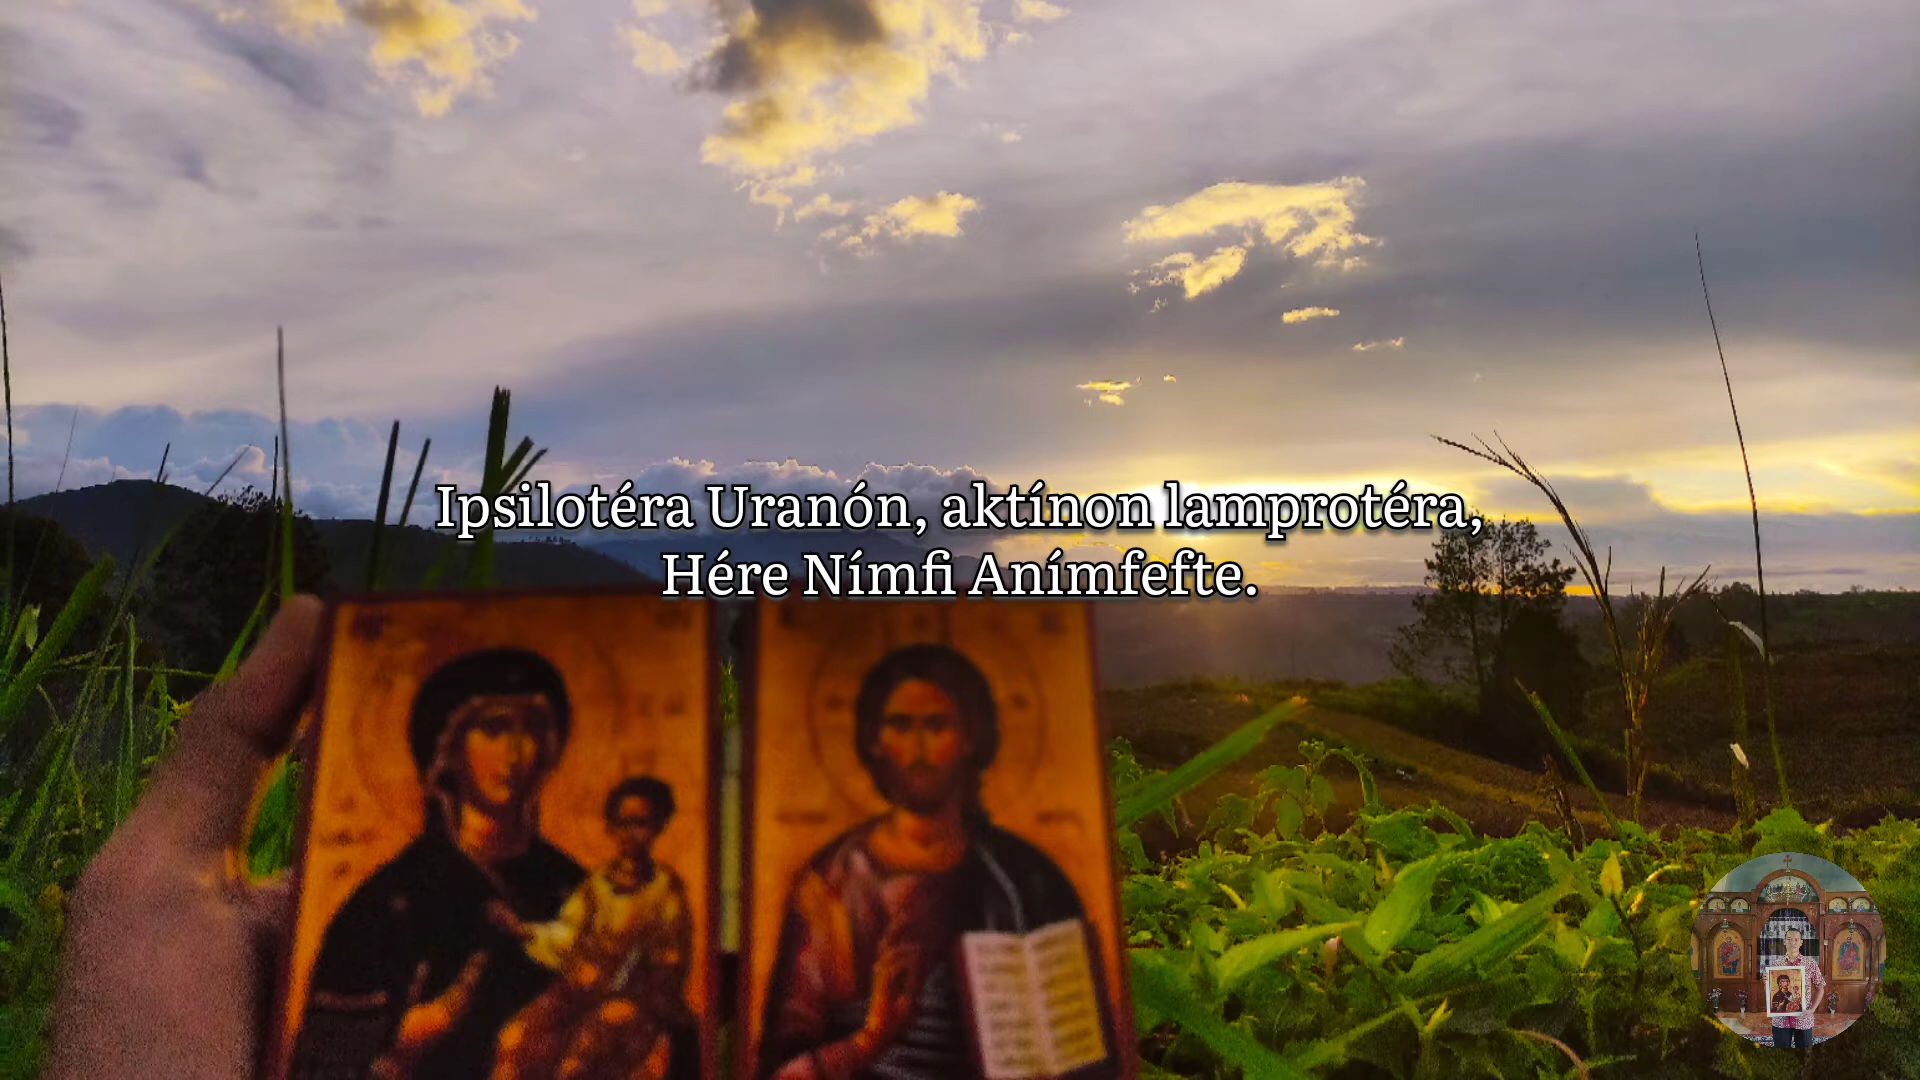 Ipsilotéra Uranón, aktínon lamprotéra,
Hére Nímfi Anímfefte.